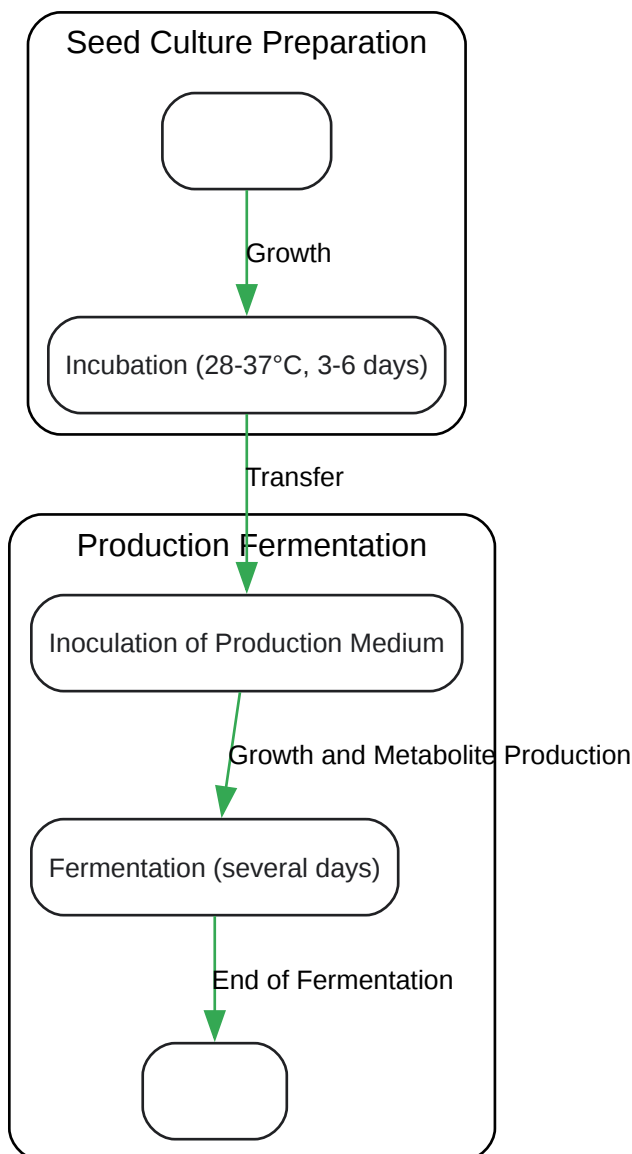 Seed Culture Preparation
Growth
Incubation (28-37°C, 3-6 days)
Transfer
Production Fermentation
Inoculation of Production Medium
Growth and Metabolite Production
Fermentation (several days)
End of Fermentation